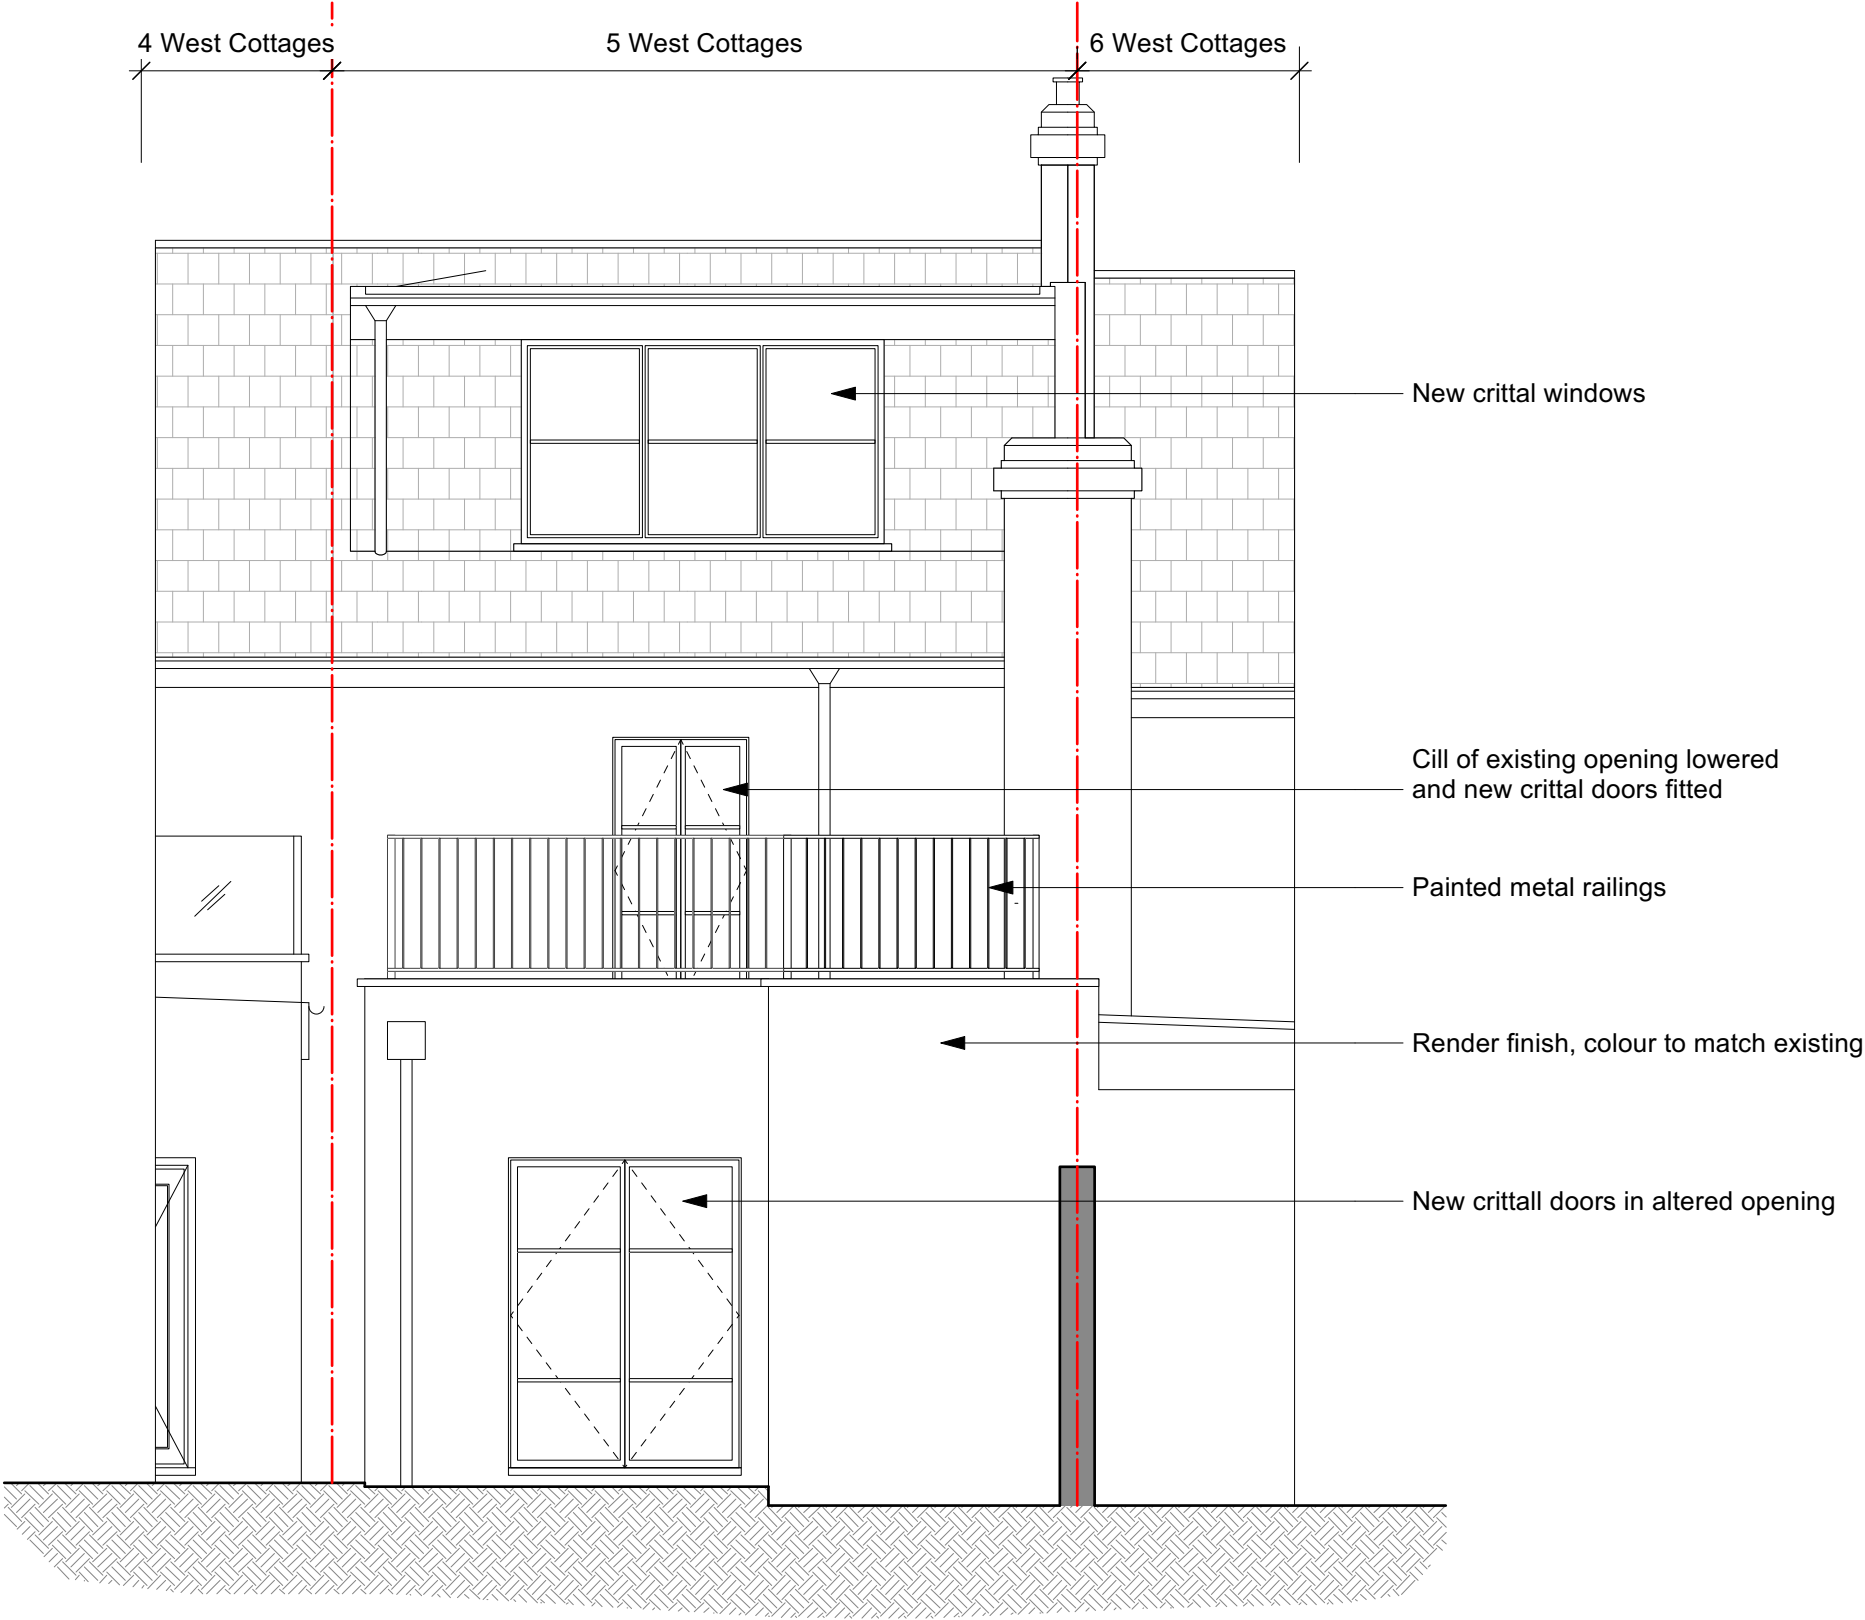 4 West Cottages
5 West Cottages
6 West Cottages
New crittal windows
Cill of existing opening lowered
and new crittal doors fitted
Painted metal railings
Render finish, colour to match existing
New crittall doors in altered opening